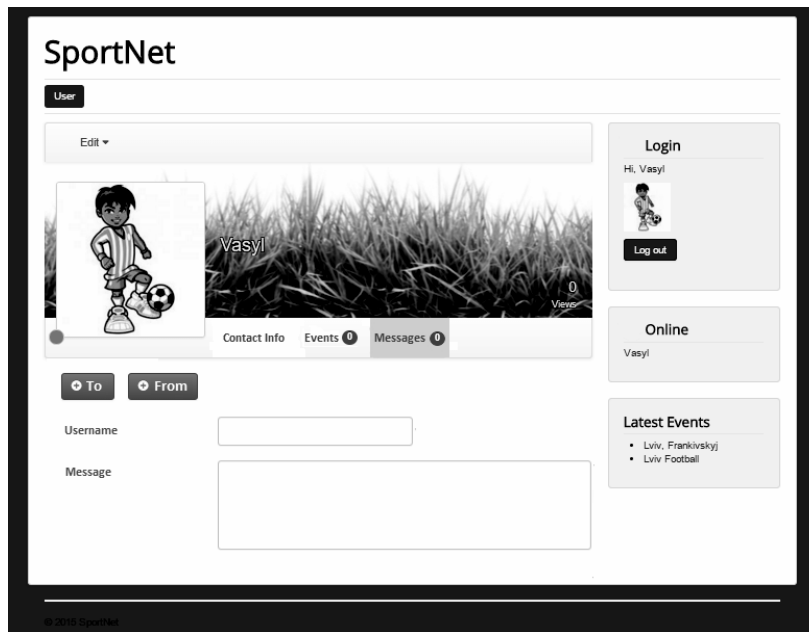 SportNet
User
Edit
Vasyl
0
Views
Contact Info Events 0 Messages 0
To From
Username
Message
Login
Hi, Vasyl
Log out
Online
Vasyl
Latest Events
Lviv, Frankivskyj
Lviv Football
© 2015 SportNet